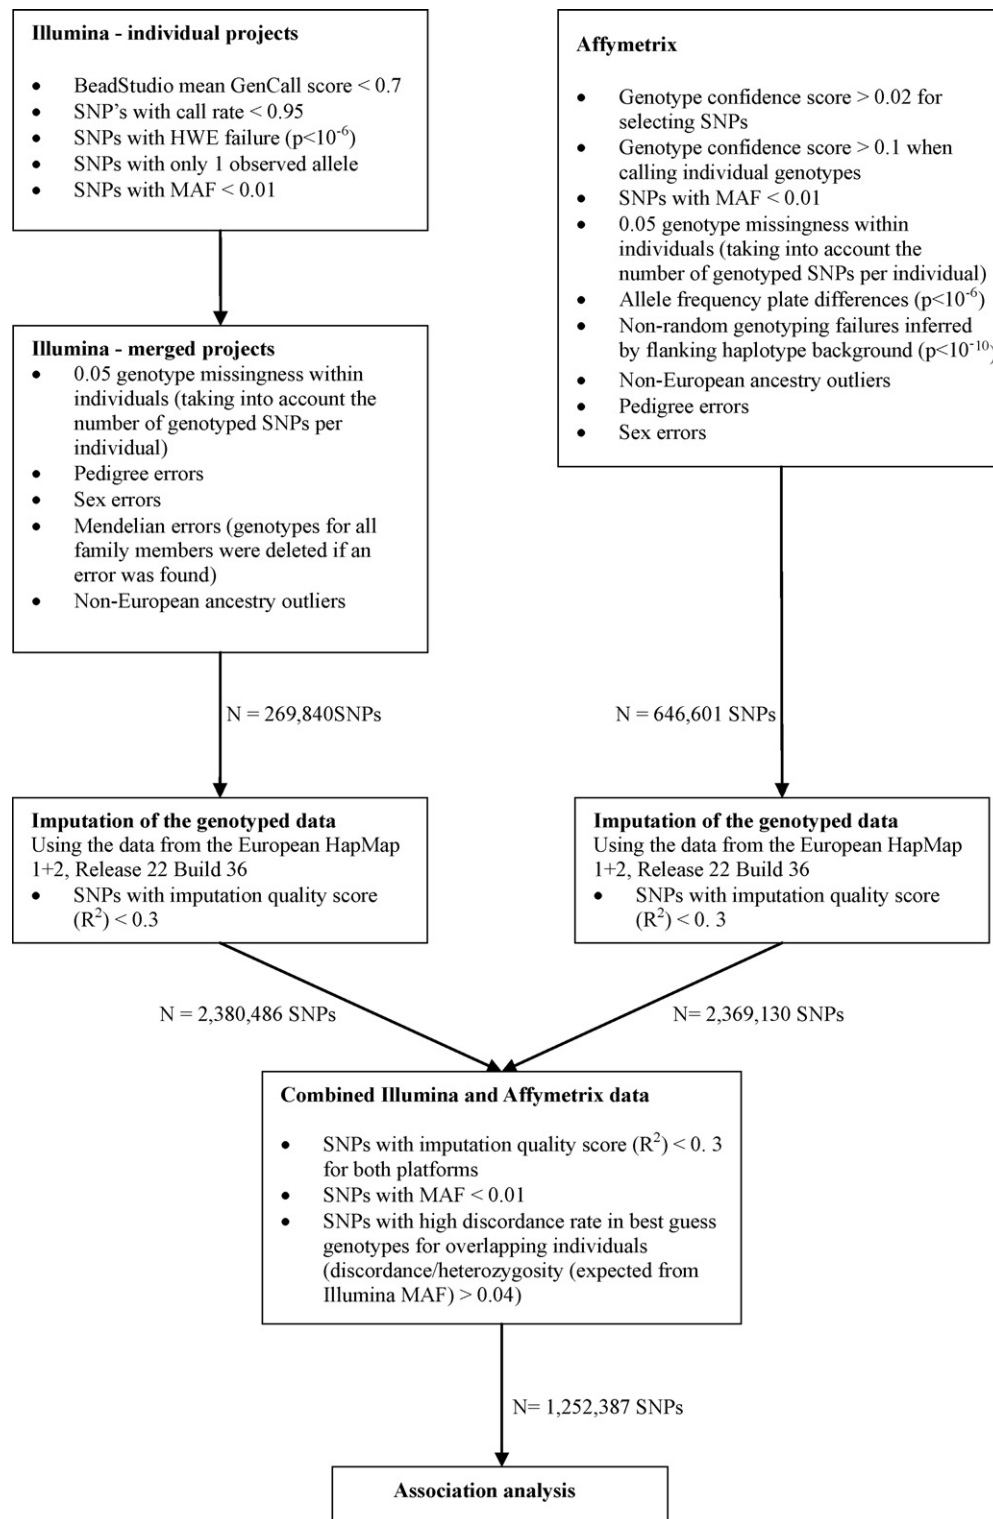 Illumina - individual projects
• BeadStudio mean GenCall score < 0.7
• SNP's with call rate < 0.95
• SNPs with HWE failure (p<10⁻⁶)
• SNPs with only 1 observed allele
• SNPs with MAF < 0.01
Affymetrix
• Genotype confidence score > 0.02 for
selecting SNPs
• Genotype confidence score > 0.1 when
calling individual genotypes
• SNPs with MAF < 0.01
• 0.05 genotype missingness within
individuals (taking into account the
number of genotyped SNPs per individual)
• Allele frequency plate differences (p<10⁻⁶)
• Non-random genotyping failures inferred
by flanking haplotype background (p<10⁻¹⁰)
• Non-European ancestry outliers
• Pedigree errors
• Sex errors
Illumina - merged projects
• 0.05 genotype missingness within
individuals (taking into account the
number of genotyped SNPs per
individual)
• Pedigree errors
• Sex errors
• Mendelian errors (genotypes for all
family members were deleted if an
error was found)
• Non-European ancestry outliers
N = 269,840SNPs
N = 646,601 SNPs
Imputation of the genotyped data
Using the data from the European HapMap
1+2, Release 22 Build 36
• SNPs with imputation quality score
(R²) < 0.3
Imputation of the genotyped data
Using the data from the European HapMap
1+2, Release 22 Build 36
• SNPs with imputation quality score
(R²) < 0. 3
N = 2,380,486 SNPs
N= 2,369,130 SNPs
Combined Illumina and Affymetrix data
• SNPs with imputation quality score (R²) < 0. 3
for both platforms
• SNPs with MAF < 0.01
• SNPs with high discordance rate in best guess
genotypes for overlapping individuals
(discordance/heterozygosity (expected from
Illumina MAF) > 0.04)
N= 1,252,387 SNPs
Association analysis